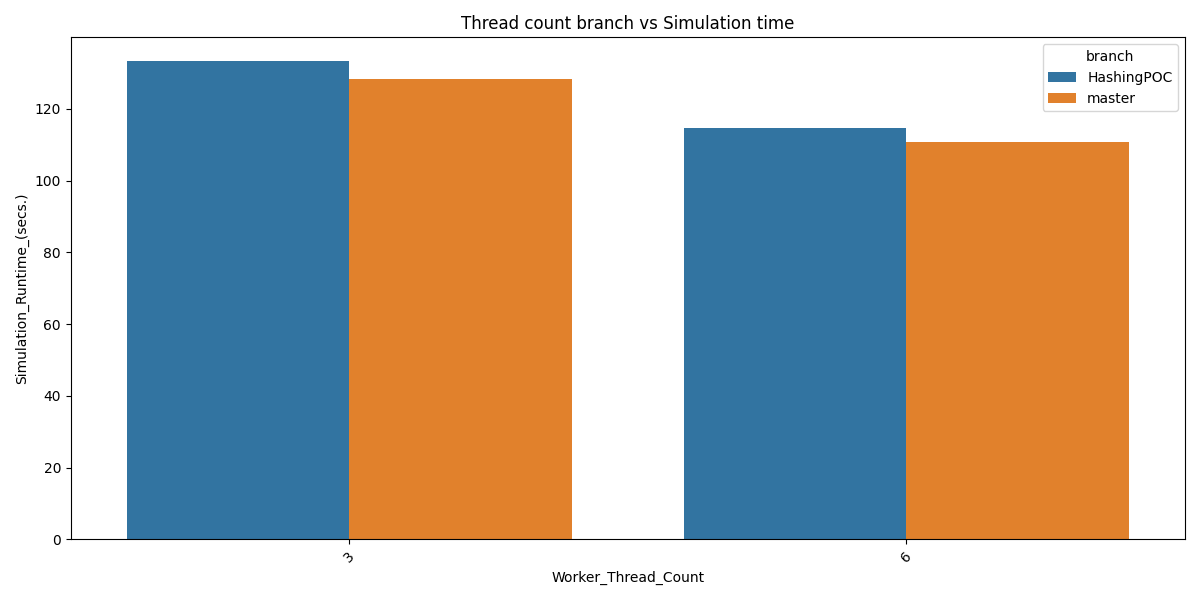 Thread count branch vs Simulation time
branch
HashingPOC
master
120
100
80
60
40
20
0
Simulation_Runtime_(secs.)
3
6
Worker_Thread_Count